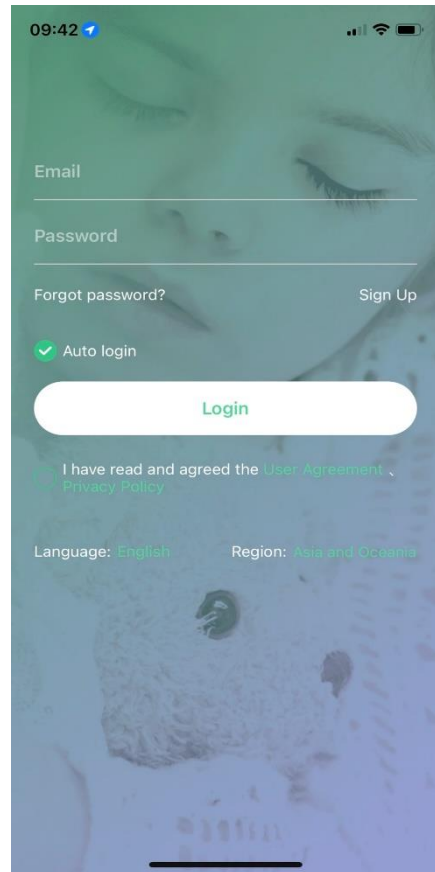 09:42
Email
Password
Forgot password? Sign Up
Auto login
Login
I have read and agreed the User Agreement 、
Privacy Policy
Language: English Region: Asia and Oceania